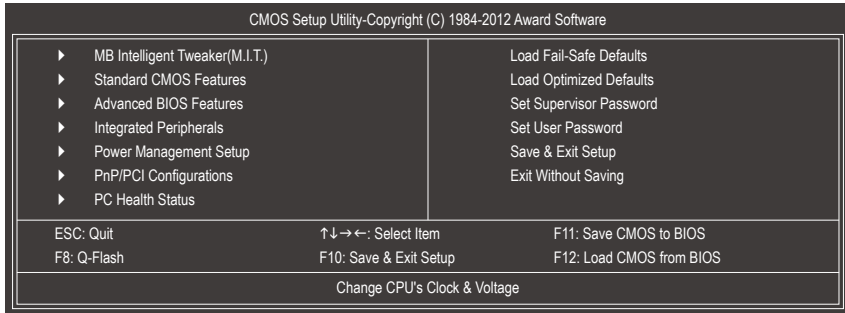 CMOS Setup Utility-Copyright (C) 1984-2012 Award Software
MB Intelligent Tweaker(M.I.T.)
Standard CMOS Features
Advanced BIOS Features
Integrated Peripherals
Power Management Setup
PnP/PCI Configurations
PC Health Status
Load Fail-Safe Defaults
Load Optimized Defaults
Set Supervisor Password
Set User Password
Save & Exit Setup
Exit Without Saving
ESC: Quit ↑↓→←: Select Item F11: Save CMOS to BIOS
F8: Q-Flash F10: Save & Exit Setup F12: Load CMOS from BIOS
Change CPU's Clock & Voltage